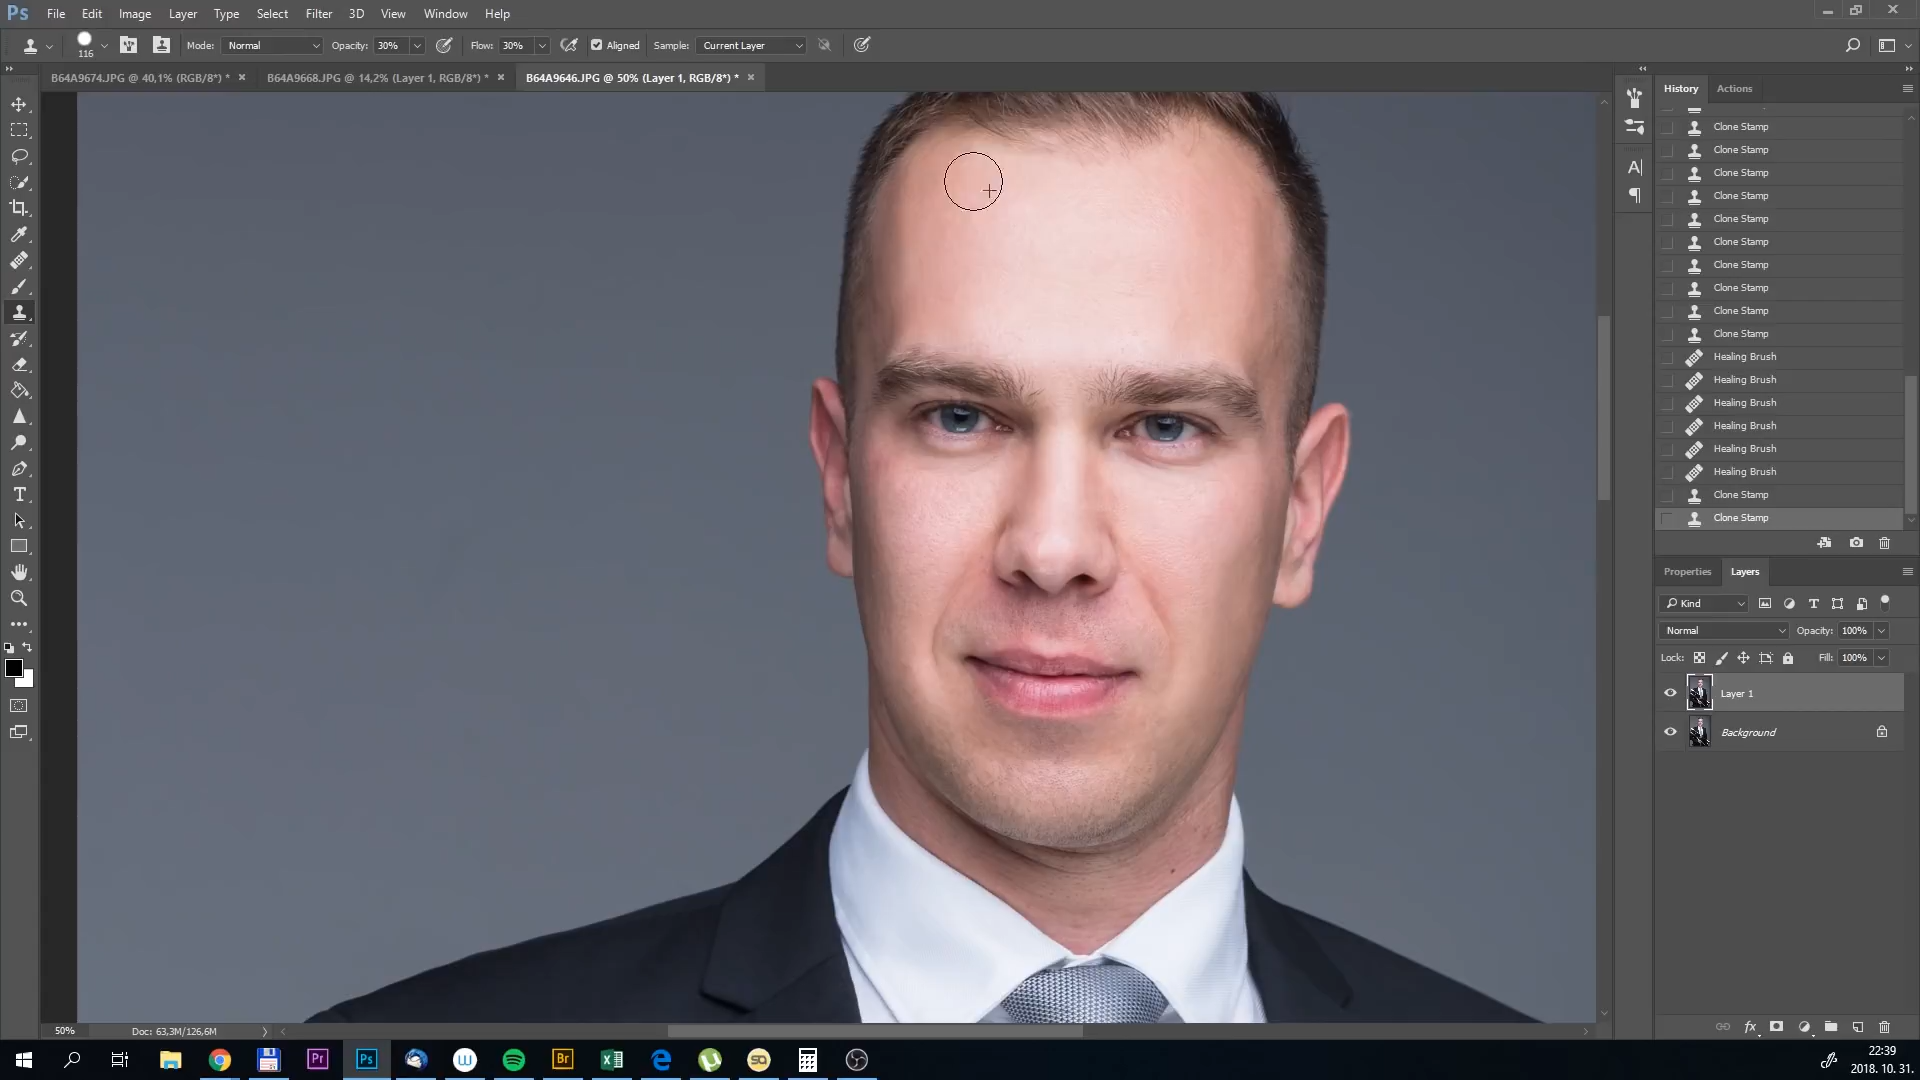 Ps File Edit Image Layer Type Select Filter 3D View Window Help
116 Mode: Normal Opacity: 30% Flow: 30% Aligned Sample: Current Layer
B64A9674.JPG @ 40,1% (RGB/8*) * × B64A9668.JPG @ 14,2% (Layer 1, RGB/8*) * × B64A9646.JPG @ 50% (Layer 1, RGB/8*) * ×
History Actions
Clone Stamp
Clone Stamp
Clone Stamp
Clone Stamp
Clone Stamp
Clone Stamp
Clone Stamp
Clone Stamp
Clone Stamp
Clone Stamp
Healing Brush
Healing Brush
Healing Brush
Healing Brush
Healing Brush
Healing Brush
Clone Stamp
Clone Stamp
Properties Layers
Kind
Normal Opacity: 100%
Lock: Fill: 100%
Layer 1
Background
50% Doc: 63,3M/126,6M
Pr Ps Br
22:39
2018. 10. 31.